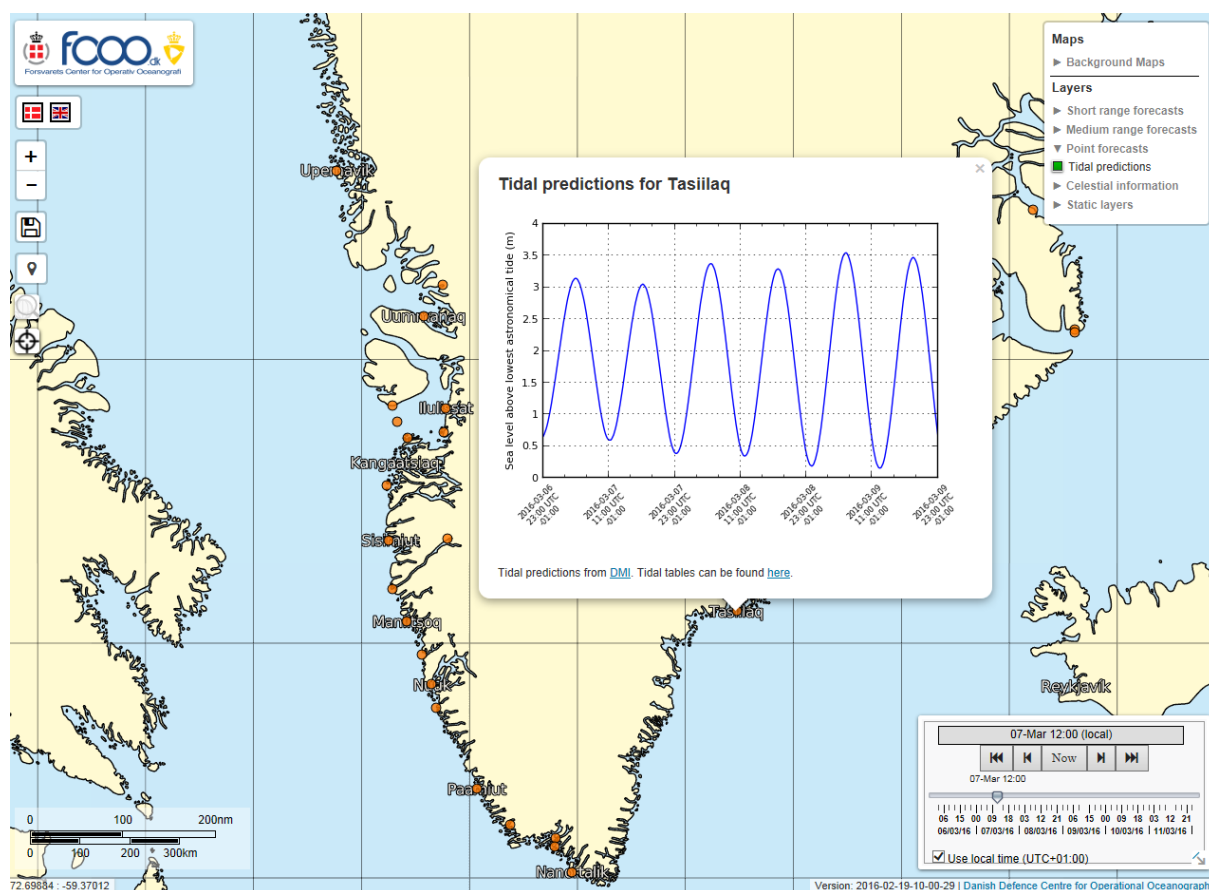 fcoo.dk
Forsvarets Center for Operativ Oceanografi
+
−
Maps
► Background Maps
Layers
► Short range forecasts
► Medium range forecasts
▼ Point forecasts
Tidal predictions
► Celestial information
► Static layers
Upernavik
Uummannaq
Ilulissat
Kangaatsiaq
Sisimiut
Maniitsoq
Nuuk
Paamiut
Nanortalik
Tasiilaq
Reykjavík
×
Tidal predictions for Tasiilaq
Sea level above lowest astronomical tide (m)
4
3.5
3
2.5
2
1.5
1
0.5
0
2016-03-06
23:00 UTC
-01:00
2016-03-07
11:00 UTC
-01:00
2016-03-07
23:00 UTC
-01:00
2016-03-08
11:00 UTC
-01:00
2016-03-08
23:00 UTC
-01:00
2016-03-09
11:00 UTC
-01:00
2016-03-09
23:00 UTC
-01:00
Tidal predictions from DMI. Tidal tables can be found here.
07-Mar 12:00 (local)
Now
07-Mar 12:00
06 15 00 09 18 03 12 21 06 15 00 09 18 03 12 21
06/03/16 | 07/03/16 | 08/03/16 | 09/03/16 | 10/03/16 | 11/03/16 |
Use local time (UTC+01:00)
0 100 200nm
0 100 200 300km
72.69884 : -59.37012
Version: 2016-02-19-10-00-29 | Danish Defence Centre for Operational Oceanograph